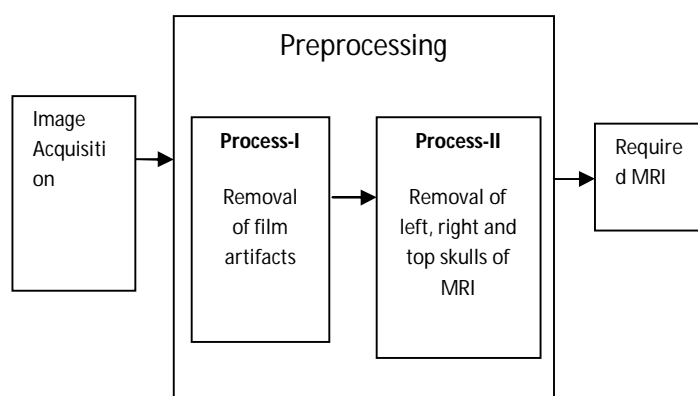 Preprocessing
Image
Acquisiti
on
Process-I
Removal
of film
artifacts
Process-II
Removal of
left, right and
top skulls of
MRI
Require
d MRI